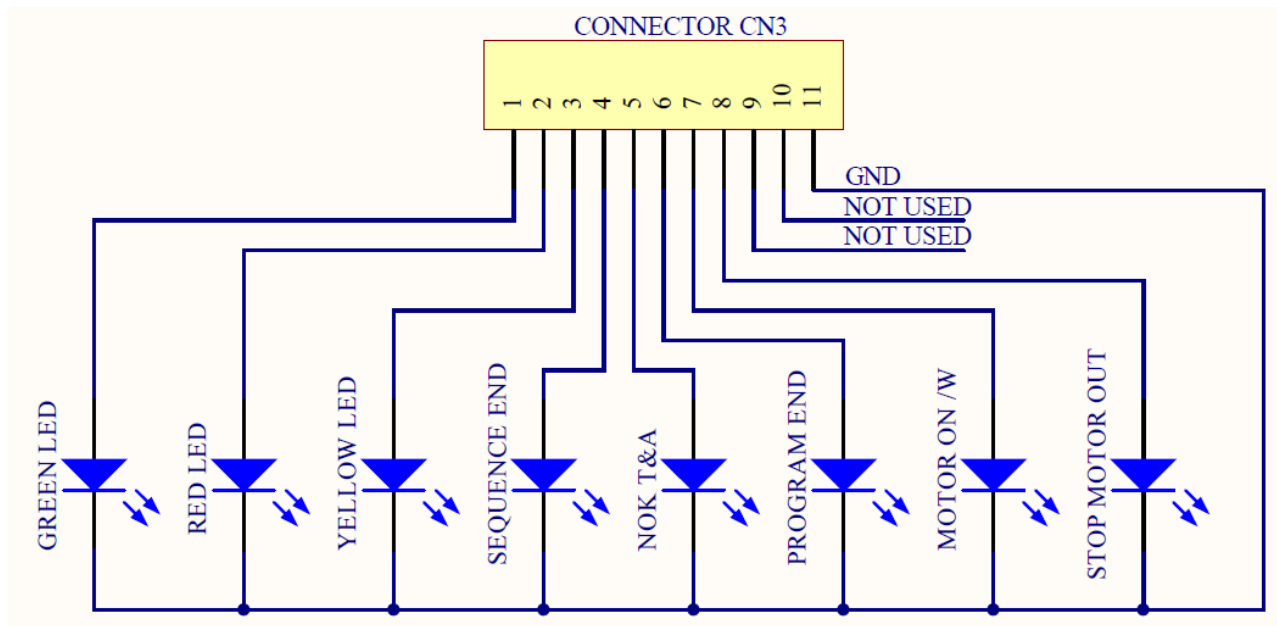 CONNECTOR CN3
1
2
3
4
5
6
7
8
9
10
11
GND
NOT USED
NOT USED
GREEN LED
RED LED
YELLOW LED
SEQUENCE END
NOK T&A
PROGRAM END
MOTOR ON /W
STOP MOTOR OUT